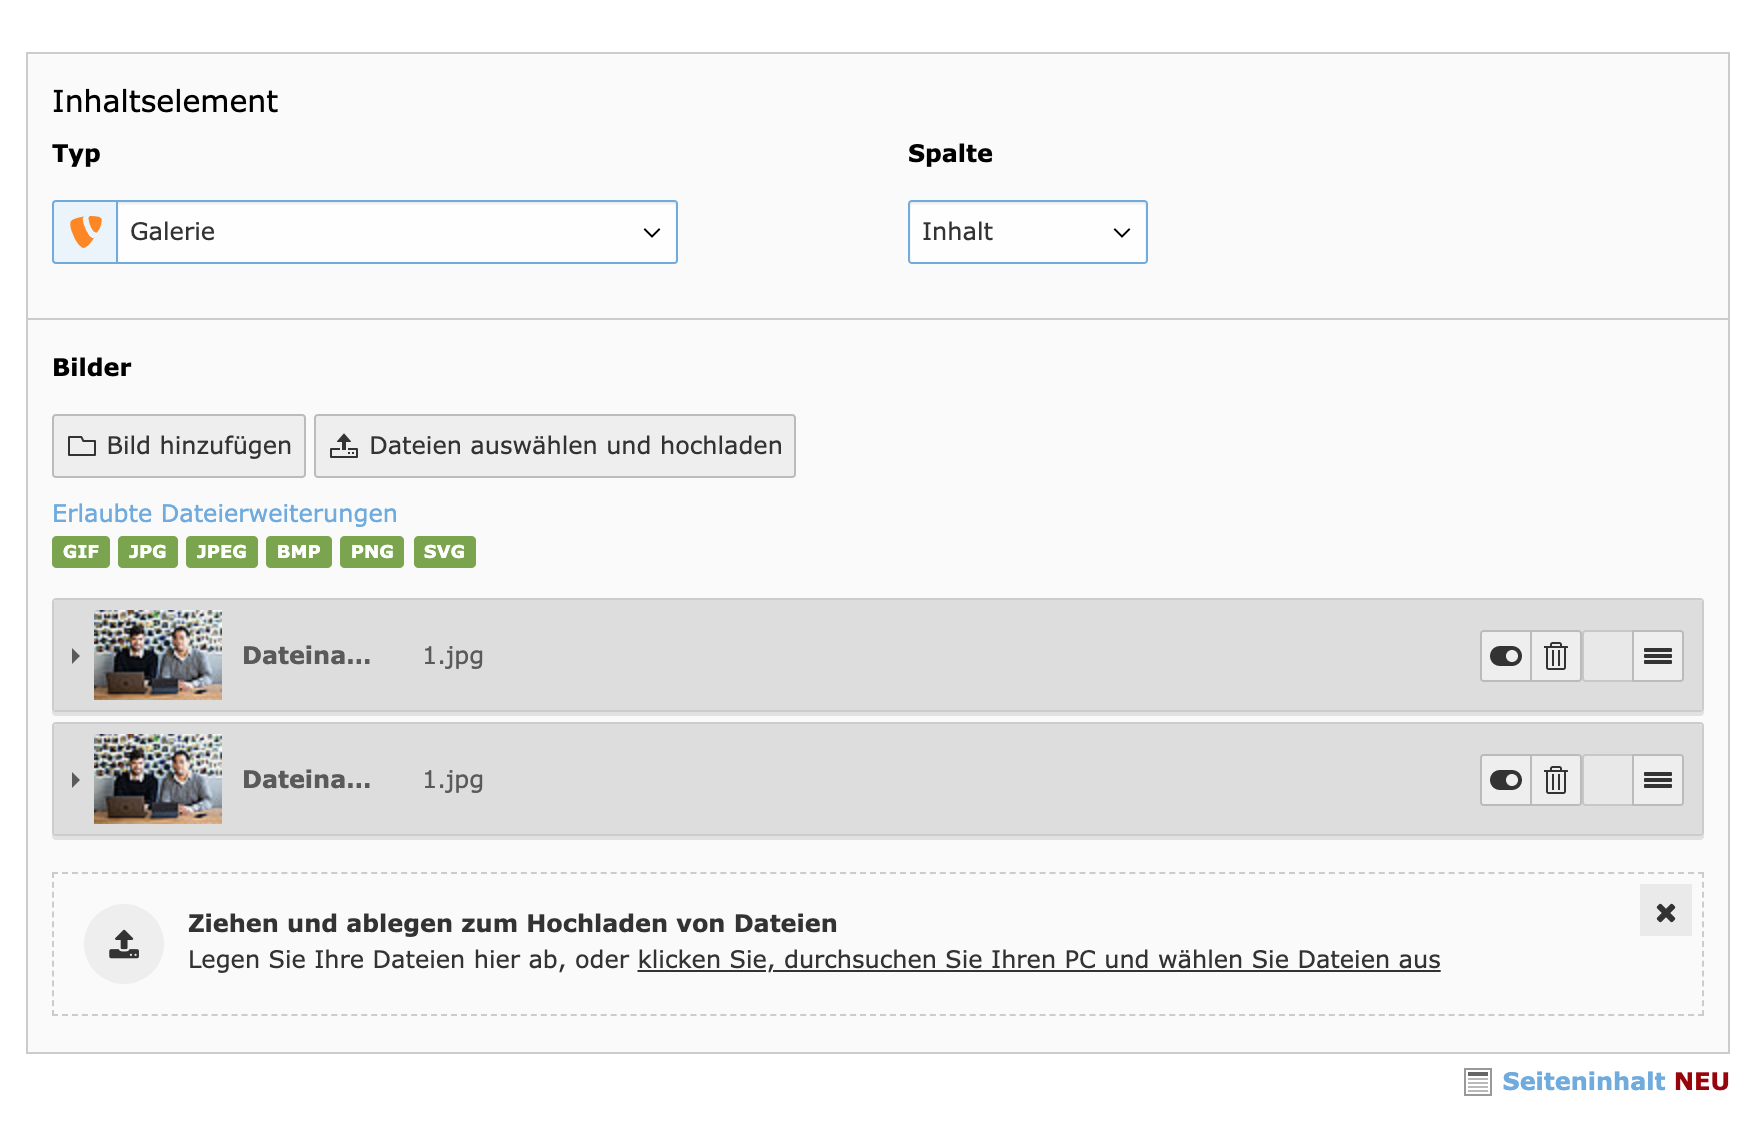 Inhaltselement
Typ
Spalte
Galerie
Inhalt
Bilder
Bild hinzufügen
Dateien auswählen und hochladen
Erlaubte Dateierweiterungen
GIF JPG JPEG BMP PNG SVG
Dateina... 1.jpg
Dateina... 1.jpg
Ziehen und ablegen zum Hochladen von Dateien
Legen Sie Ihre Dateien hier ab, oder klicken Sie, durchsuchen Sie Ihren PC und wählen Sie Dateien aus
Seiteninhalt NEU